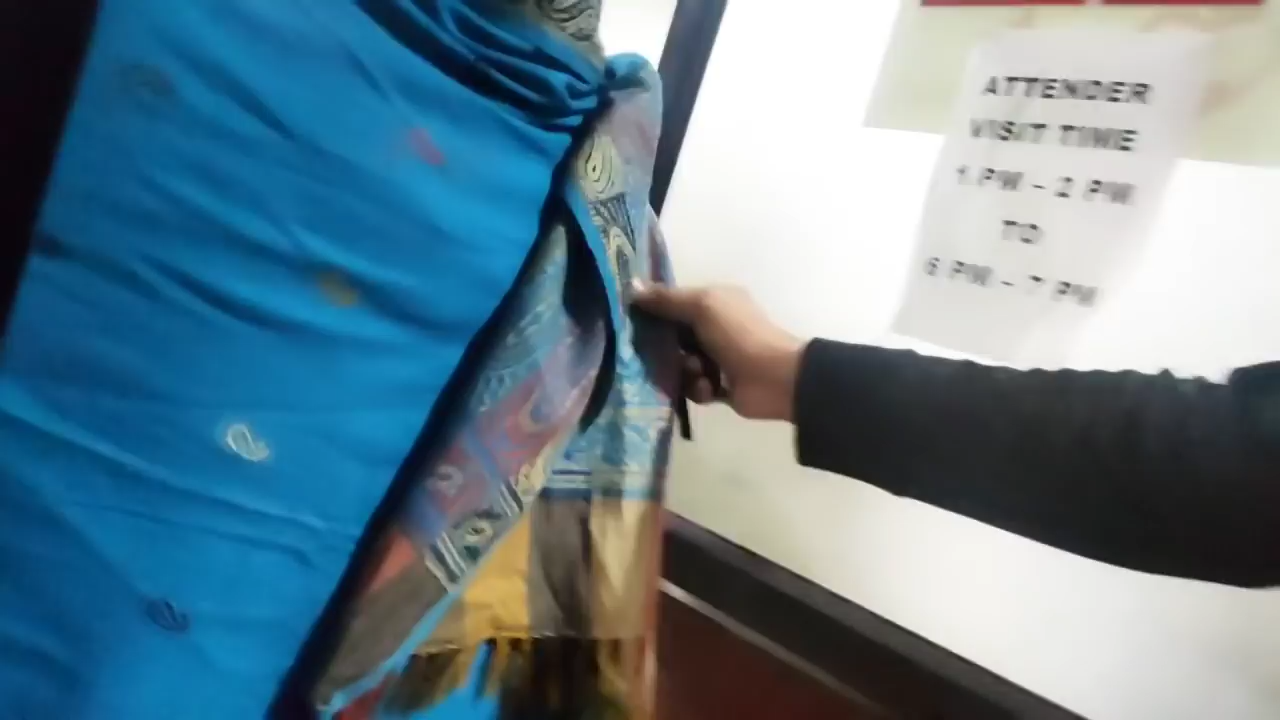 ATTENDER
VISIT TIME
1 PM - 2 PM
TO
6 PM - 7 PM